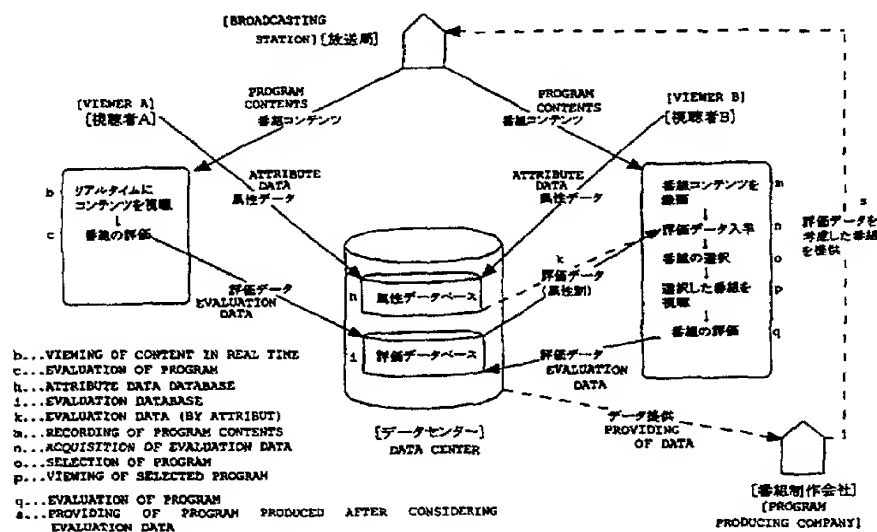 [BROADCASTING
STATION] [放送局]
PROGRAM
CONTENTS
番組コンテンツ
PROGRAM
CONTENTS
番組コンテンツ
[VIEWER A]
[視聴者A]
[VIEWER B]
[視聴者B]
ATTRIBUTE
DATA
属性データ
ATTRIBUTE
DATA
属性データ
b
リアルタイムに
コンテンツを視聴
↓
c
番組の評価
番組コンテンツを
録画
m
↓
評価データ入手
n
↓
番組の選択
o
↓
選択した番組を
視聴
p
↓
番組の評価
q
s
評価データを
考慮した番組
を提供
k
評価データ
(属性別)
h
属性データベース
i
評価データベース
評価データ
EVALUATION
DATA
評価データ
EVALUATION
DATA
[データセンター]
DATA CENTER
データ提供
PROVIDING
OF DATA
[番組制作会社]
[PROGRAM
PRODUCING COMPANY]
b...VIEWING OF CONTENT IN REAL TIME
c...EVALUATION OF PROGRAM
h...ATTRIBUTE DATA DATABASE
i...EVALUATION DATABASE
k...EVALUATION DATA (BY ATTRIBUT)
m...RECORDING OF PROGRAM CONTENTS
n...ACQUISITION OF EVALUATION DATA
o...SELECTION OF PROGRAM
p...VIEWING OF SELECTED PROGRAM
q...EVALUATION OF PROGRAM
s...PROVIDING OF PROGRAM PRODUCED AFTER CONSIDERING
EVALUATION DATA